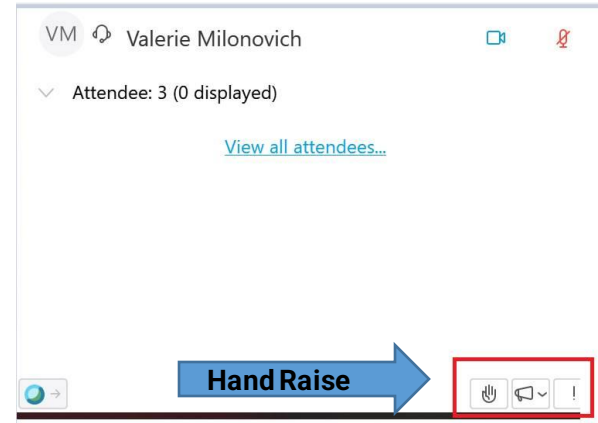 VM Valerie Milonovich
Attendee: 3 (0 displayed)
View all attendees...
Hand Raise
!